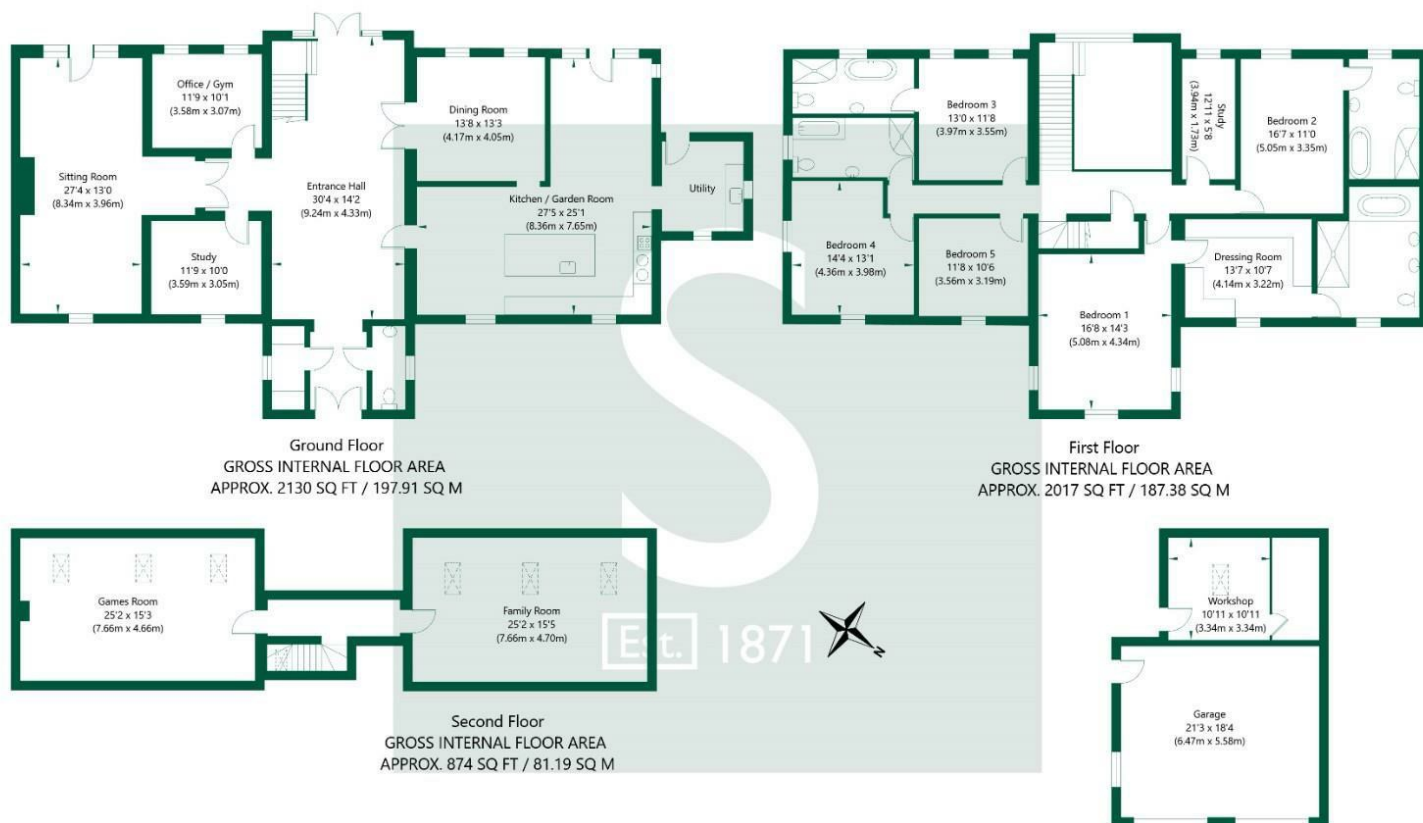 Sitting Room
27'4 x 13'0
(8.34m x 3.96m)
Office / Gym
11'9 x 10'1
(3.58m x 3.07m)
Study
11'9 x 10'0
(3.59m x 3.05m)
Entrance Hall
30'4 x 14'2
(9.24m x 4.33m)
Dining Room
13'8 x 13'3
(4.17m x 4.05m)
Kitchen / Garden Room
27'5 x 25'1
(8.36m x 7.65m)
Utility
Ground Floor
GROSS INTERNAL FLOOR AREA
APPROX. 2130 SQ FT / 197.91 SQ M
Bedroom 3
13'0 x 11'8
(3.97m x 3.55m)
Bedroom 4
14'4 x 13'1
(4.36m x 3.98m)
Bedroom 5
11'8 x 10'6
(3.56m x 3.19m)
Study
12'11 x 5'8
(3.94m x 1.73m)
Bedroom 2
16'7 x 11'0
(5.05m x 3.35m)
Dressing Room
13'7 x 10'7
(4.14m x 3.22m)
Bedroom 1
16'8 x 14'3
(5.08m x 4.34m)
First Floor
GROSS INTERNAL FLOOR AREA
APPROX. 2017 SQ FT / 187.38 SQ M
Games Room
25'2 x 15'3
(7.66m x 4.66m)
Family Room
25'2 x 15'5
(7.66m x 4.70m)
Second Floor
GROSS INTERNAL FLOOR AREA
APPROX. 874 SQ FT / 81.19 SQ M
S
Est. 1871
N
Workshop
10'11 x 10'11
(3.34m x 3.34m)
Garage
21'3 x 18'4
(6.47m x 5.58m)